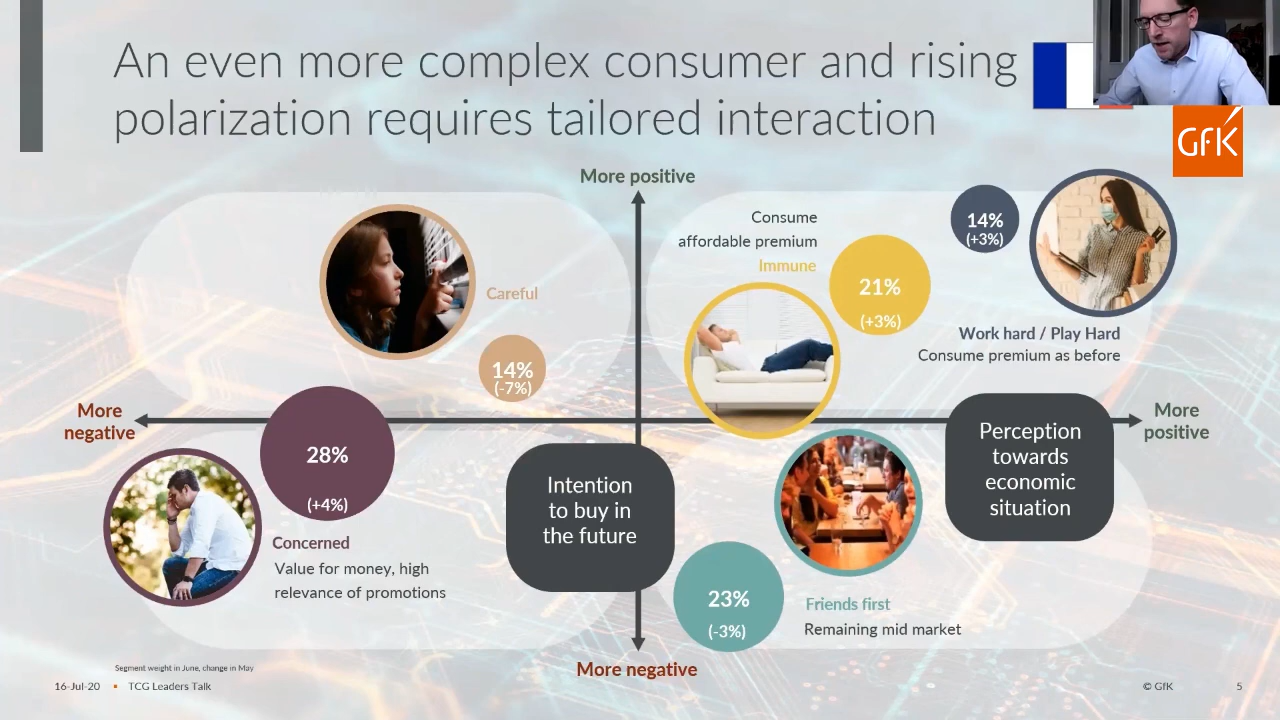 An even more complex consumer and rising
polarization requires tailored interaction
GfK
More positive
Careful
14%
(-7%)
Consume
affordable premium
Immune
21%
(+3%)
14%
(+3%)
Work hard / Play Hard
Consume premium as before
More
negative
More
positive
28%
(+4%)
Concerned
Value for money, high
relevance of promotions
Intention
to buy in
the future
Perception
towards
economic
situation
23%
(-3%)
Friends first
Remaining mid market
More negative
Segment weight in June, change in May
16-Jul-20 ▪ TCG Leaders Talk
© GfK
5